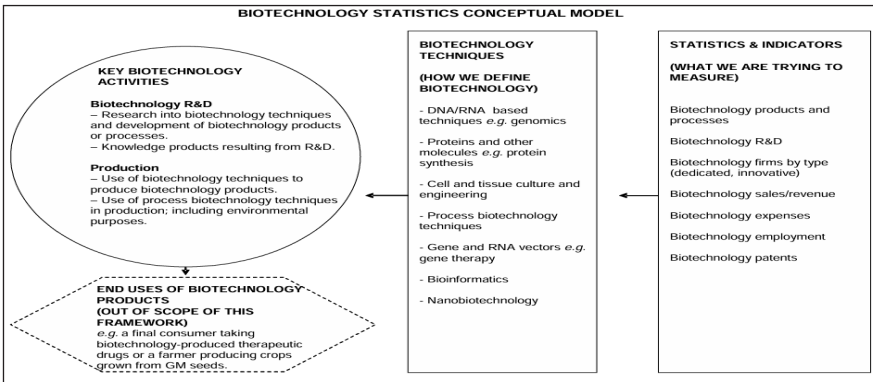 BIOTECHNOLOGY STATISTICS CONCEPTUAL MODEL
KEY BIOTECHNOLOGY
ACTIVITIES
Biotechnology R&D
– Research into biotechnology techniques
and development of biotechnology products
or processes.
– Knowledge products resulting from R&D.
Production
– Use of biotechnology techniques to
produce biotechnology products.
– Use of process biotechnology techniques
in production; including environmental
purposes.
END USES OF BIOTECHNOLOGY
PRODUCTS
(OUT OF SCOPE OF THIS
FRAMEWORK)
e.g. a final consumer taking
biotechnology-produced therapeutic
drugs or a farmer producing crops
grown from GM seeds.
BIOTECHNOLOGY
TECHNIQUES
(HOW WE DEFINE
BIOTECHNOLOGY)
- DNA/RNA based
techniques e.g. genomics
- Proteins and other
molecules e.g. protein
synthesis
- Cell and tissue culture and
engineering
- Process biotechnology
techniques
- Gene and RNA vectors e.g.
gene therapy
- Bioinformatics
- Nanobiotechnology
STATISTICS & INDICATORS
(WHAT WE ARE TRYING TO
MEASURE)
Biotechnology products and
processes
Biotechnology R&D
Biotechnology firms by type
(dedicated, innovative)
Biotechnology sales/revenue
Biotechnology expenses
Biotechnology employment
Biotechnology patents